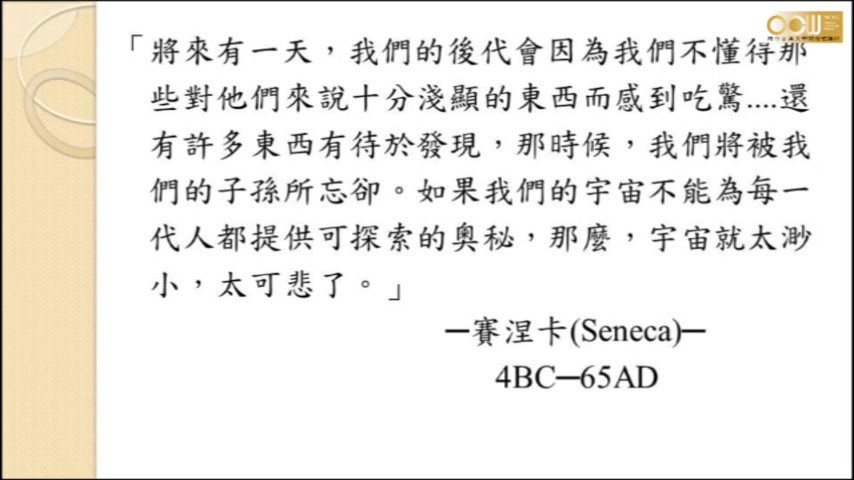 OCW
「將來有一天，我們的後代會因為我們不懂得那
些對他們來說十分淺顯的東西而感到吃驚....還
有許多東西有待於發現，那時候，我們將被我
們的子孫所忘卻。如果我們的宇宙不能為每一
代人都提供可探索的奧秘，那麼，宇宙就太渺
小，太可悲了。」
─賽涅卡(Seneca)─
4BC─65AD